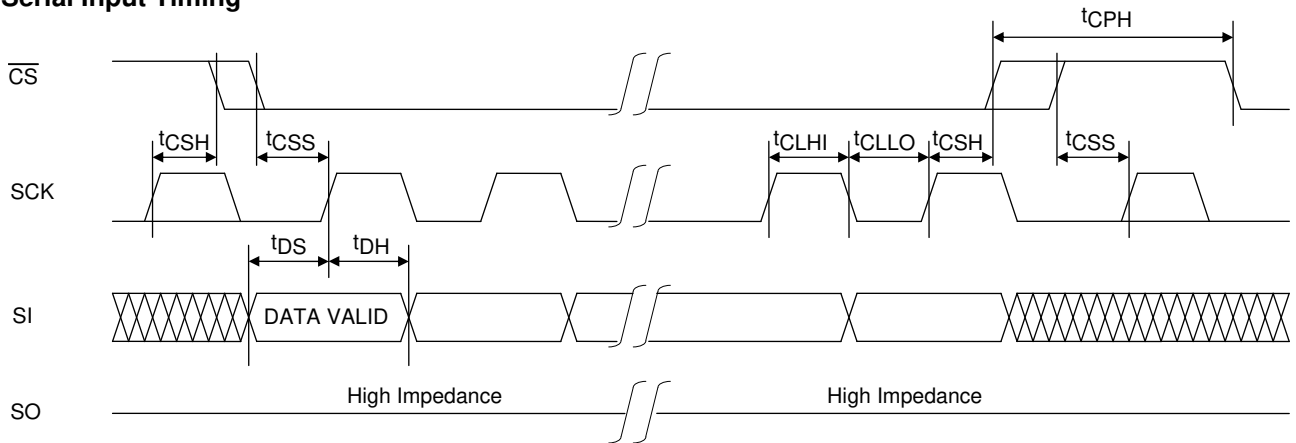 Serial Input Timing
tCPH
CS
tCSH
tCSS
tCLHI
tCLLO
tCSH
tCSS
SCK
tDS
tDH
SI
DATA VALID
High Impedance
High Impedance
SO